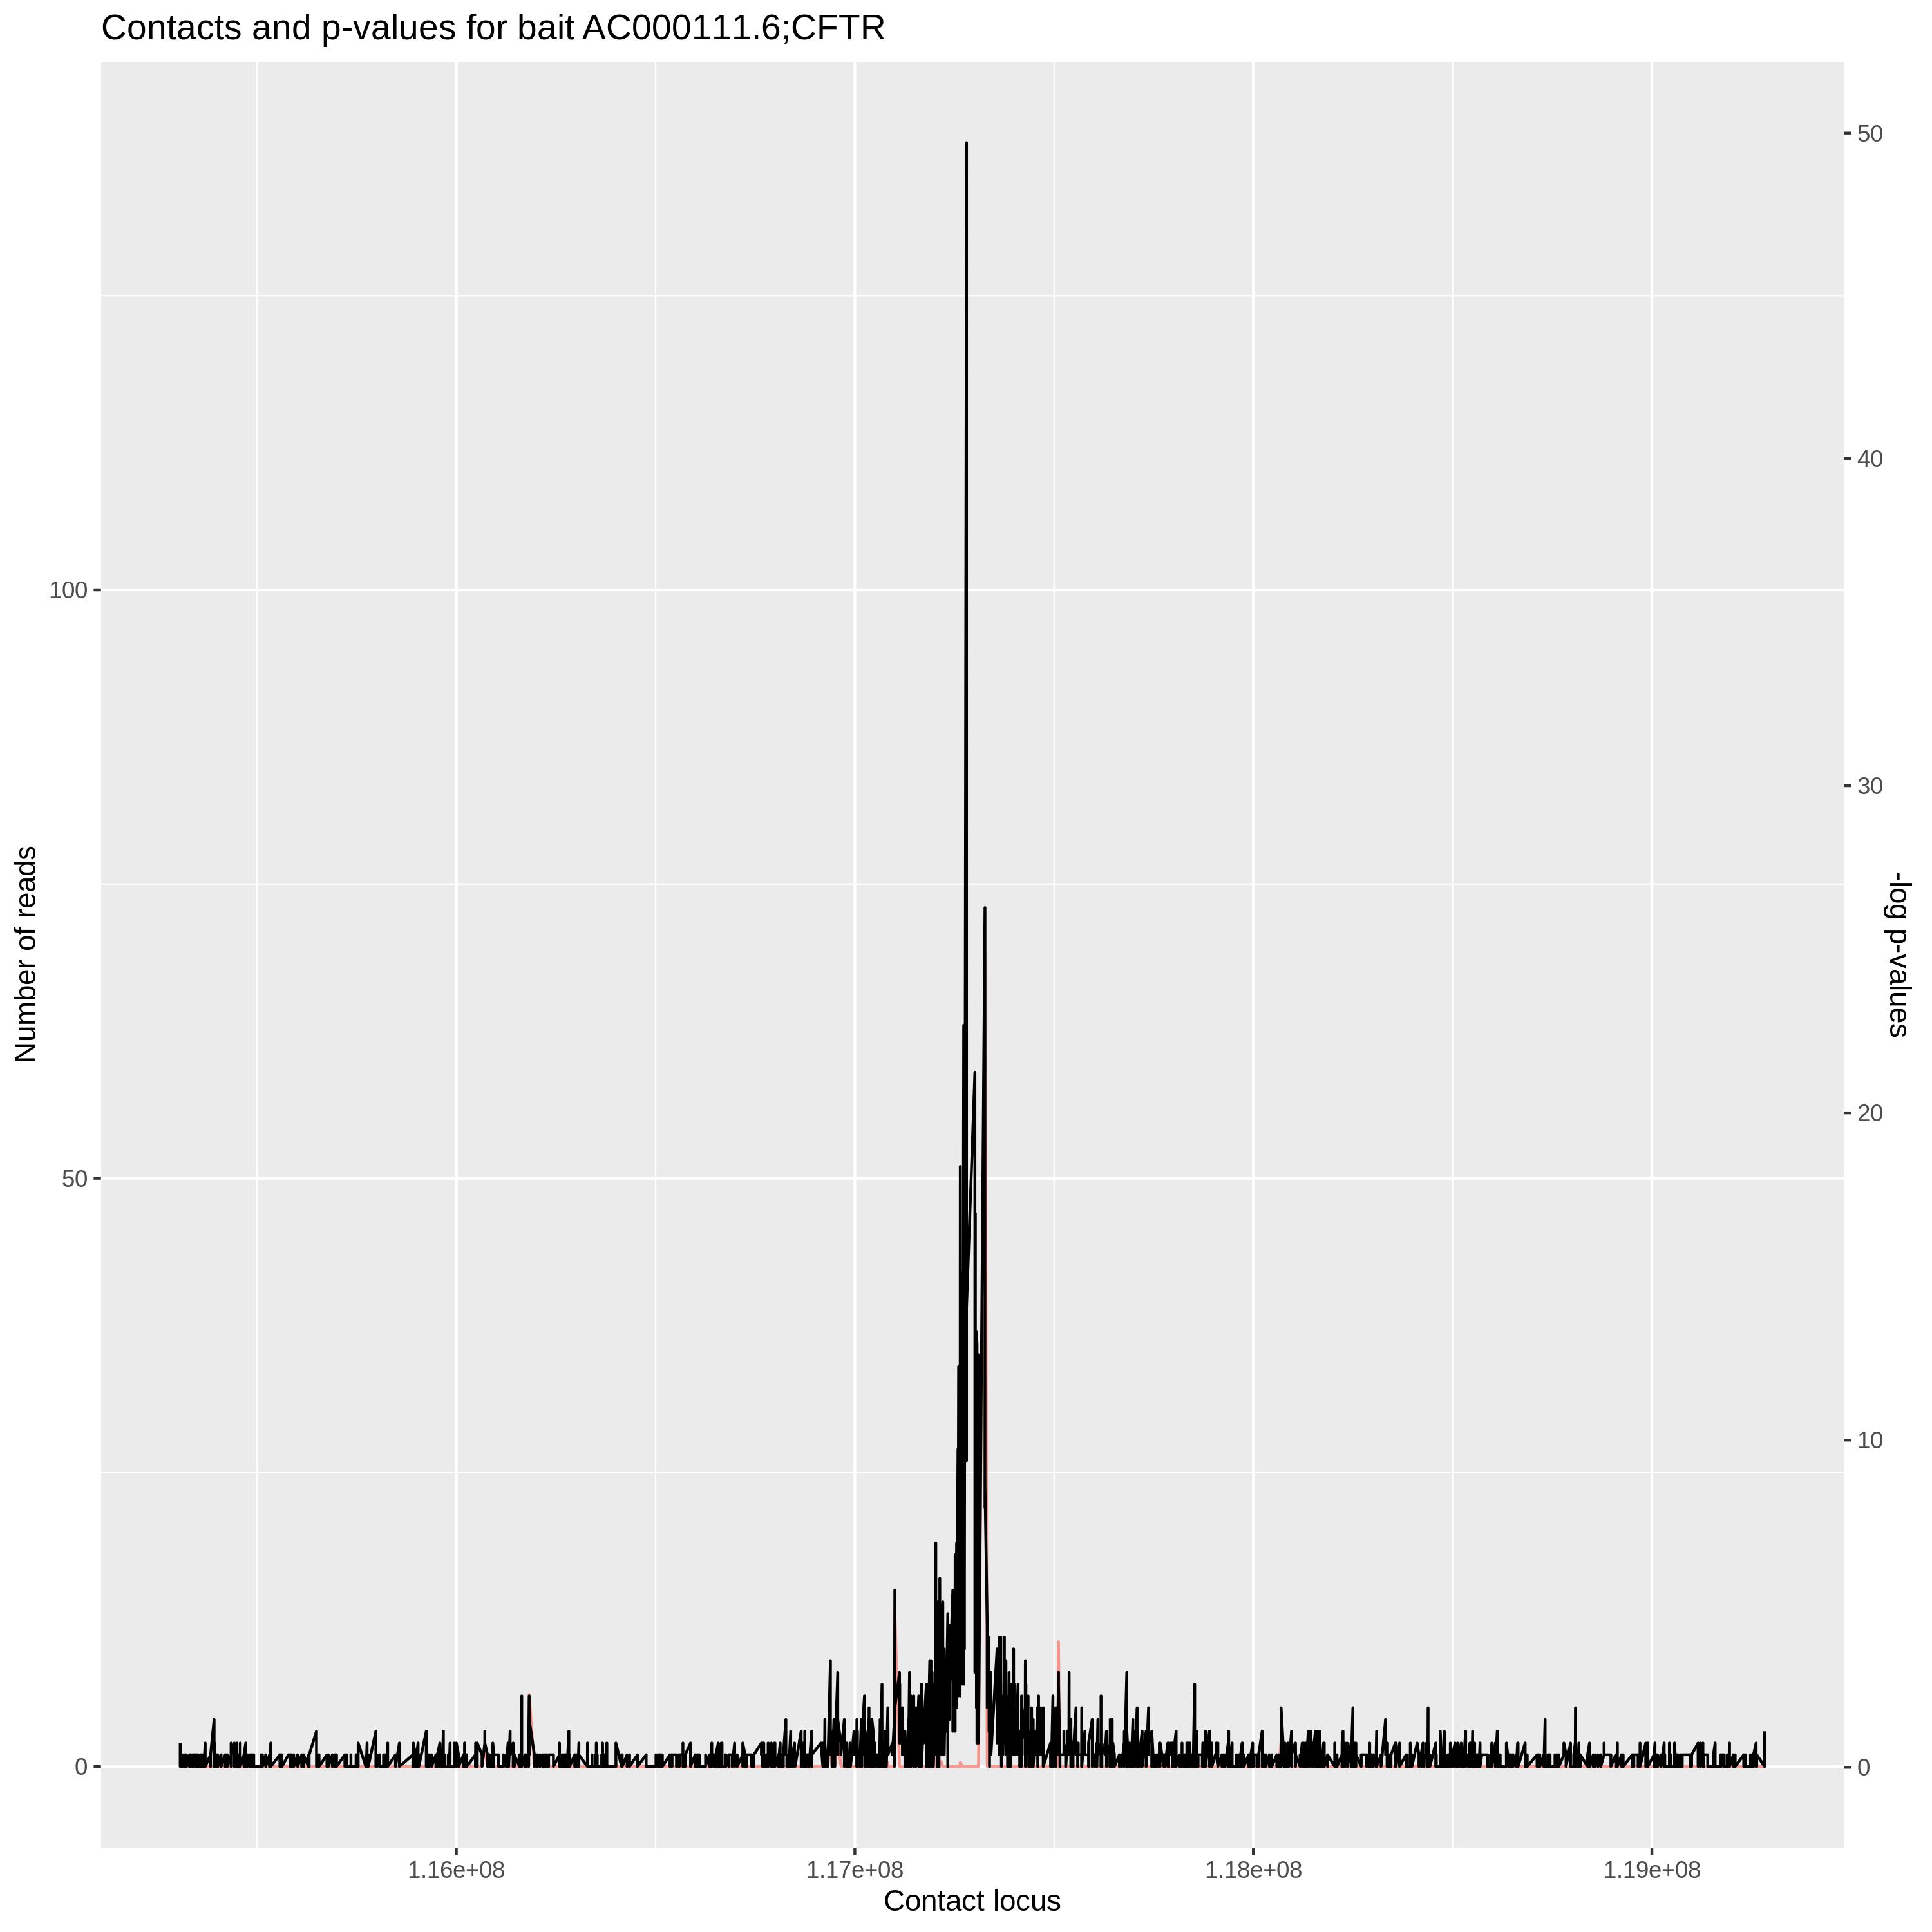 Contacts and p-values for bait AC000111.6;CFTR
Number of reads
100
50
0
50
40
30
20
10
0
-log p-values
1.16e+08
1.17e+08
1.18e+08
1.19e+08
Contact locus